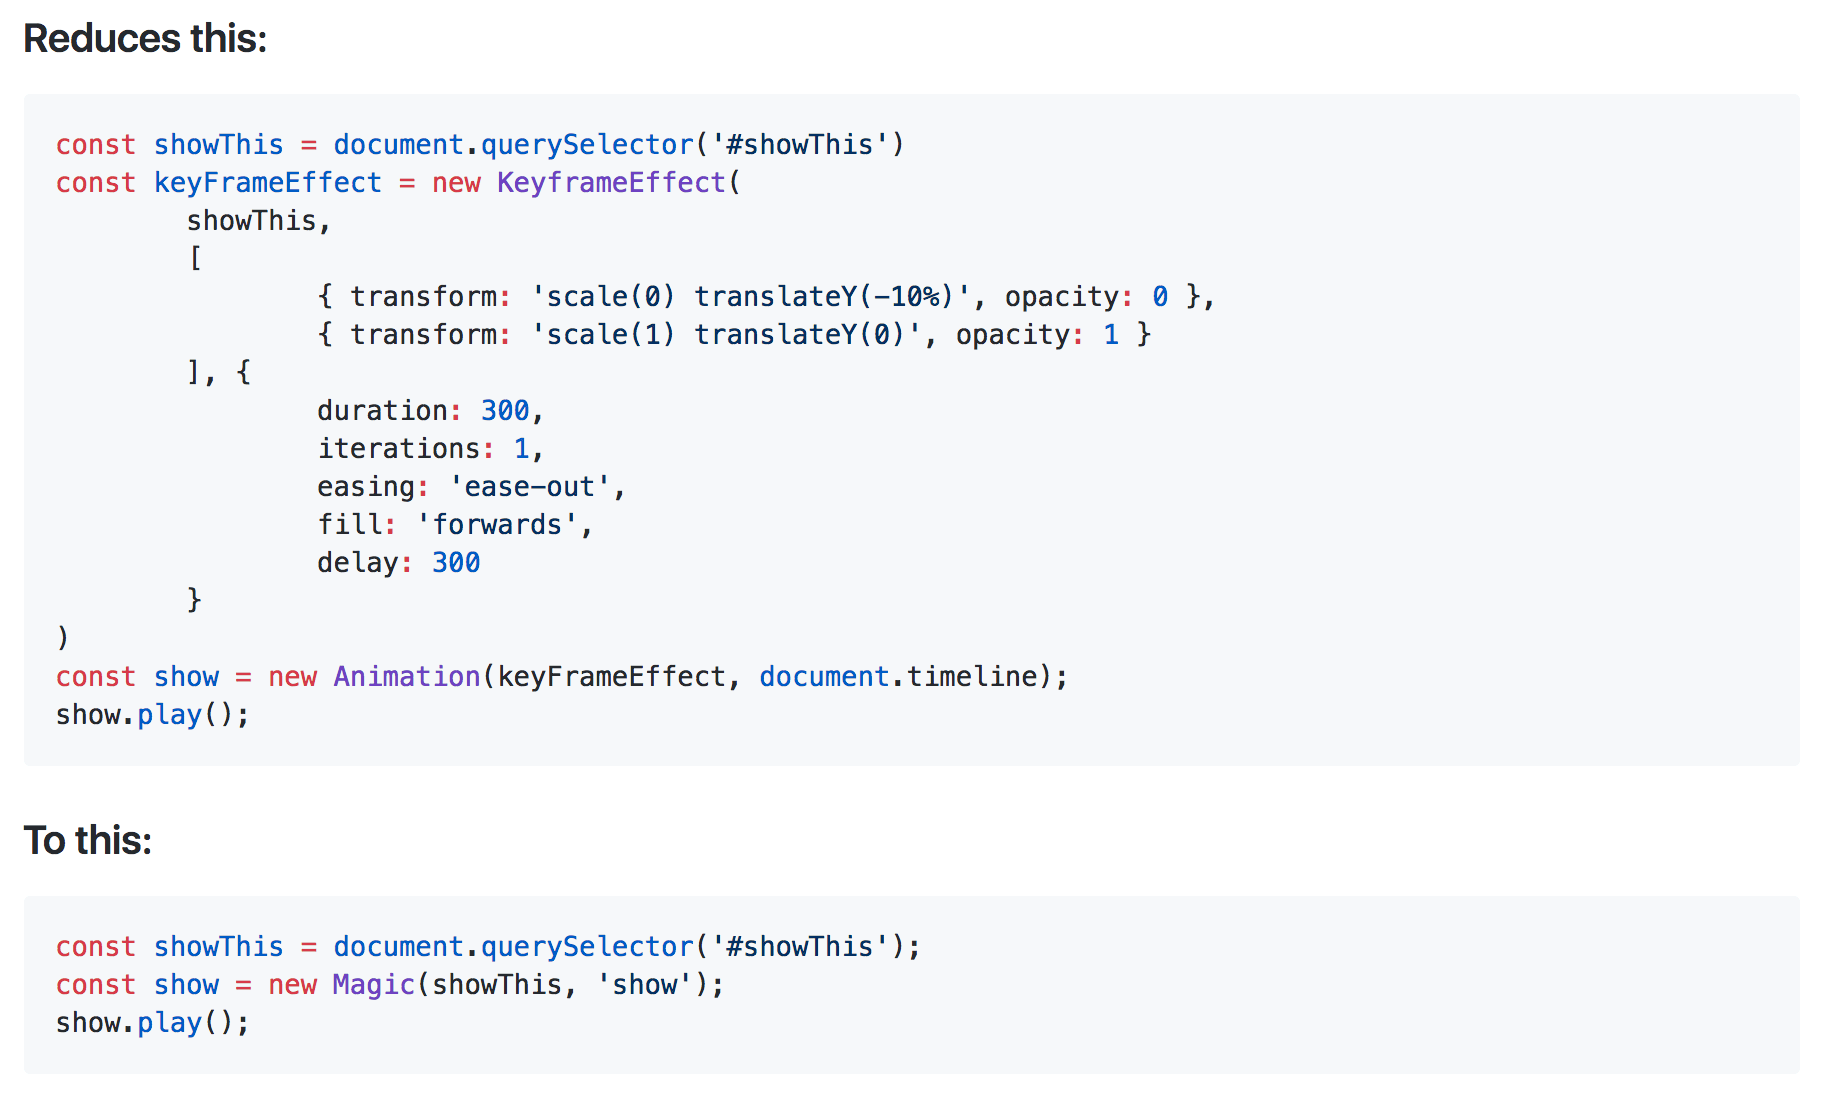 Reduces this:
const showThis = document.querySelector('#showThis')
const keyFrameEffect = new KeyframeEffect(
        showThis,
        [
                { transform: 'scale(0) translateY(-10%)', opacity: 0 },
                { transform: 'scale(1) translateY(0)', opacity: 1 }
        ], {
                duration: 300,
                iterations: 1,
                easing: 'ease-out',
                fill: 'forwards',
                delay: 300
        }
)
const show = new Animation(keyFrameEffect, document.timeline);
show.play();
To this:
const showThis = document.querySelector('#showThis');
const show = new Magic(showThis, 'show');
show.play();